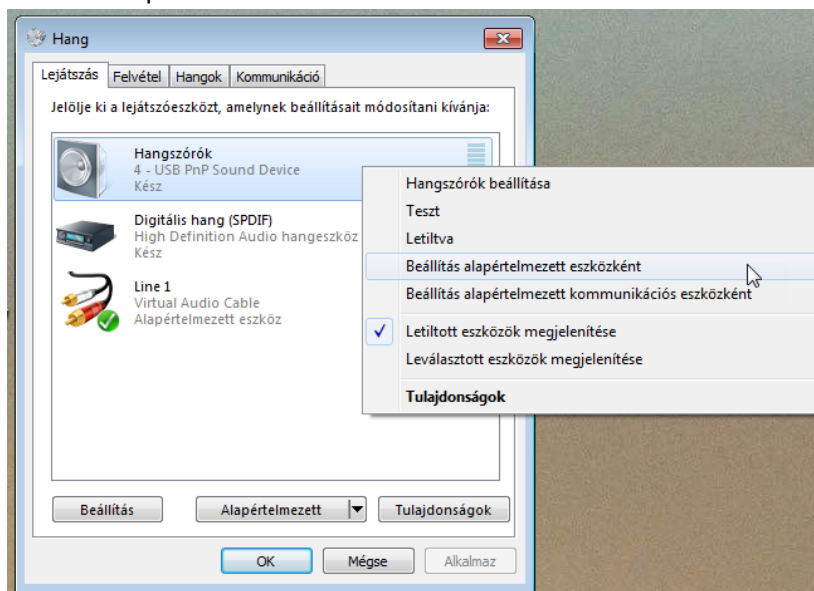 Hang
Lejátszás Felvétel Hangok Kommunikáció
Jelölje ki a lejátszóeszközt, amelynek beállításait módosítani kívánja:
Hangszórók
4 - USB PnP Sound Device
Kész
Digitális hang (SPDIF)
High Definition Audio hangeszköz
Kész
Line 1
Virtual Audio Cable
Alapértelmezett eszköz
Hangszórók beállítása
Teszt
Letiltva
Beállítás alapértelmezett eszközként
Beállítás alapértelmezett kommunikációs eszközként
Letiltott eszközök megjelenítése
Leválasztott eszközök megjelenítése
Tulajdonságok
Beállítás Alapértelmezett Tulajdonságok
OK Mégse Alkalmaz